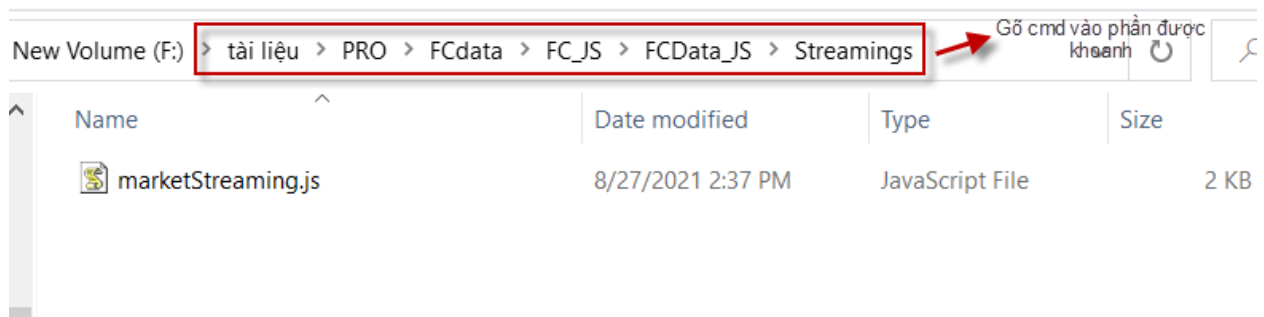 Gõ cmd vào phần được
khoanh
New Volume (F:) > tài liệu > PRO > FCdata > FC_JS > FCData_JS > Streamings
Name Date modified Type Size
marketStreaming.js 8/27/2021 2:37 PM JavaScript File 2 KB